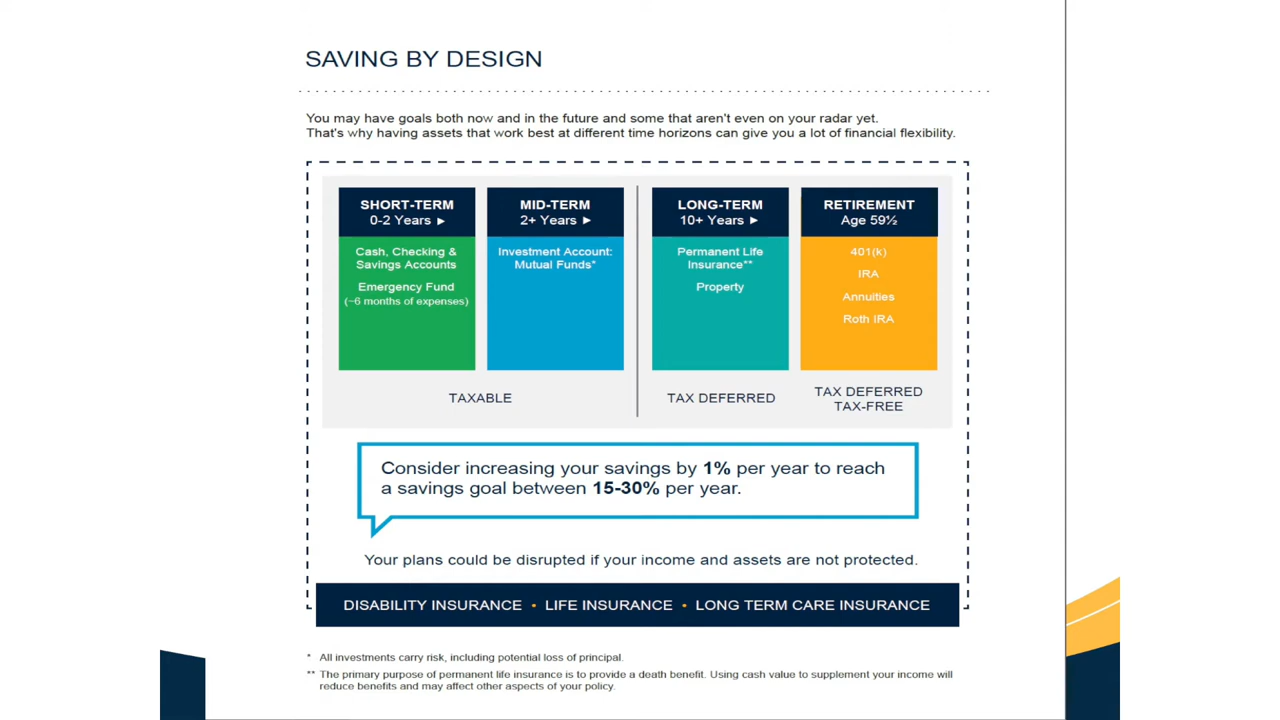 SAVING BY DESIGN
You may have goals both now and in the future and some that aren't even on your radar yet.
That's why having assets that work best at different time horizons can give you a lot of financial flexibility.
SHORT-TERM
0-2 Years ►
Cash, Checking &
Savings Accounts
Emergency Fund
(~6 months of expenses)
MID-TERM
2+ Years ►
Investment Account:
Mutual Funds*
TAXABLE
LONG-TERM
10+ Years ►
Permanent Life
Insurance**
Property
TAX DEFERRED
RETIREMENT
Age 59½
401(k)
IRA
Annuities
Roth IRA
TAX DEFERRED
TAX-FREE
Consider increasing your savings by 1% per year to reach
a savings goal between 15-30% per year.
Your plans could be disrupted if your income and assets are not protected.
DISABILITY INSURANCE • LIFE INSURANCE • LONG TERM CARE INSURANCE
* All investments carry risk, including potential loss of principal.
** The primary purpose of permanent life insurance is to provide a death benefit. Using cash value to supplement your income will
reduce benefits and may affect other aspects of your policy.